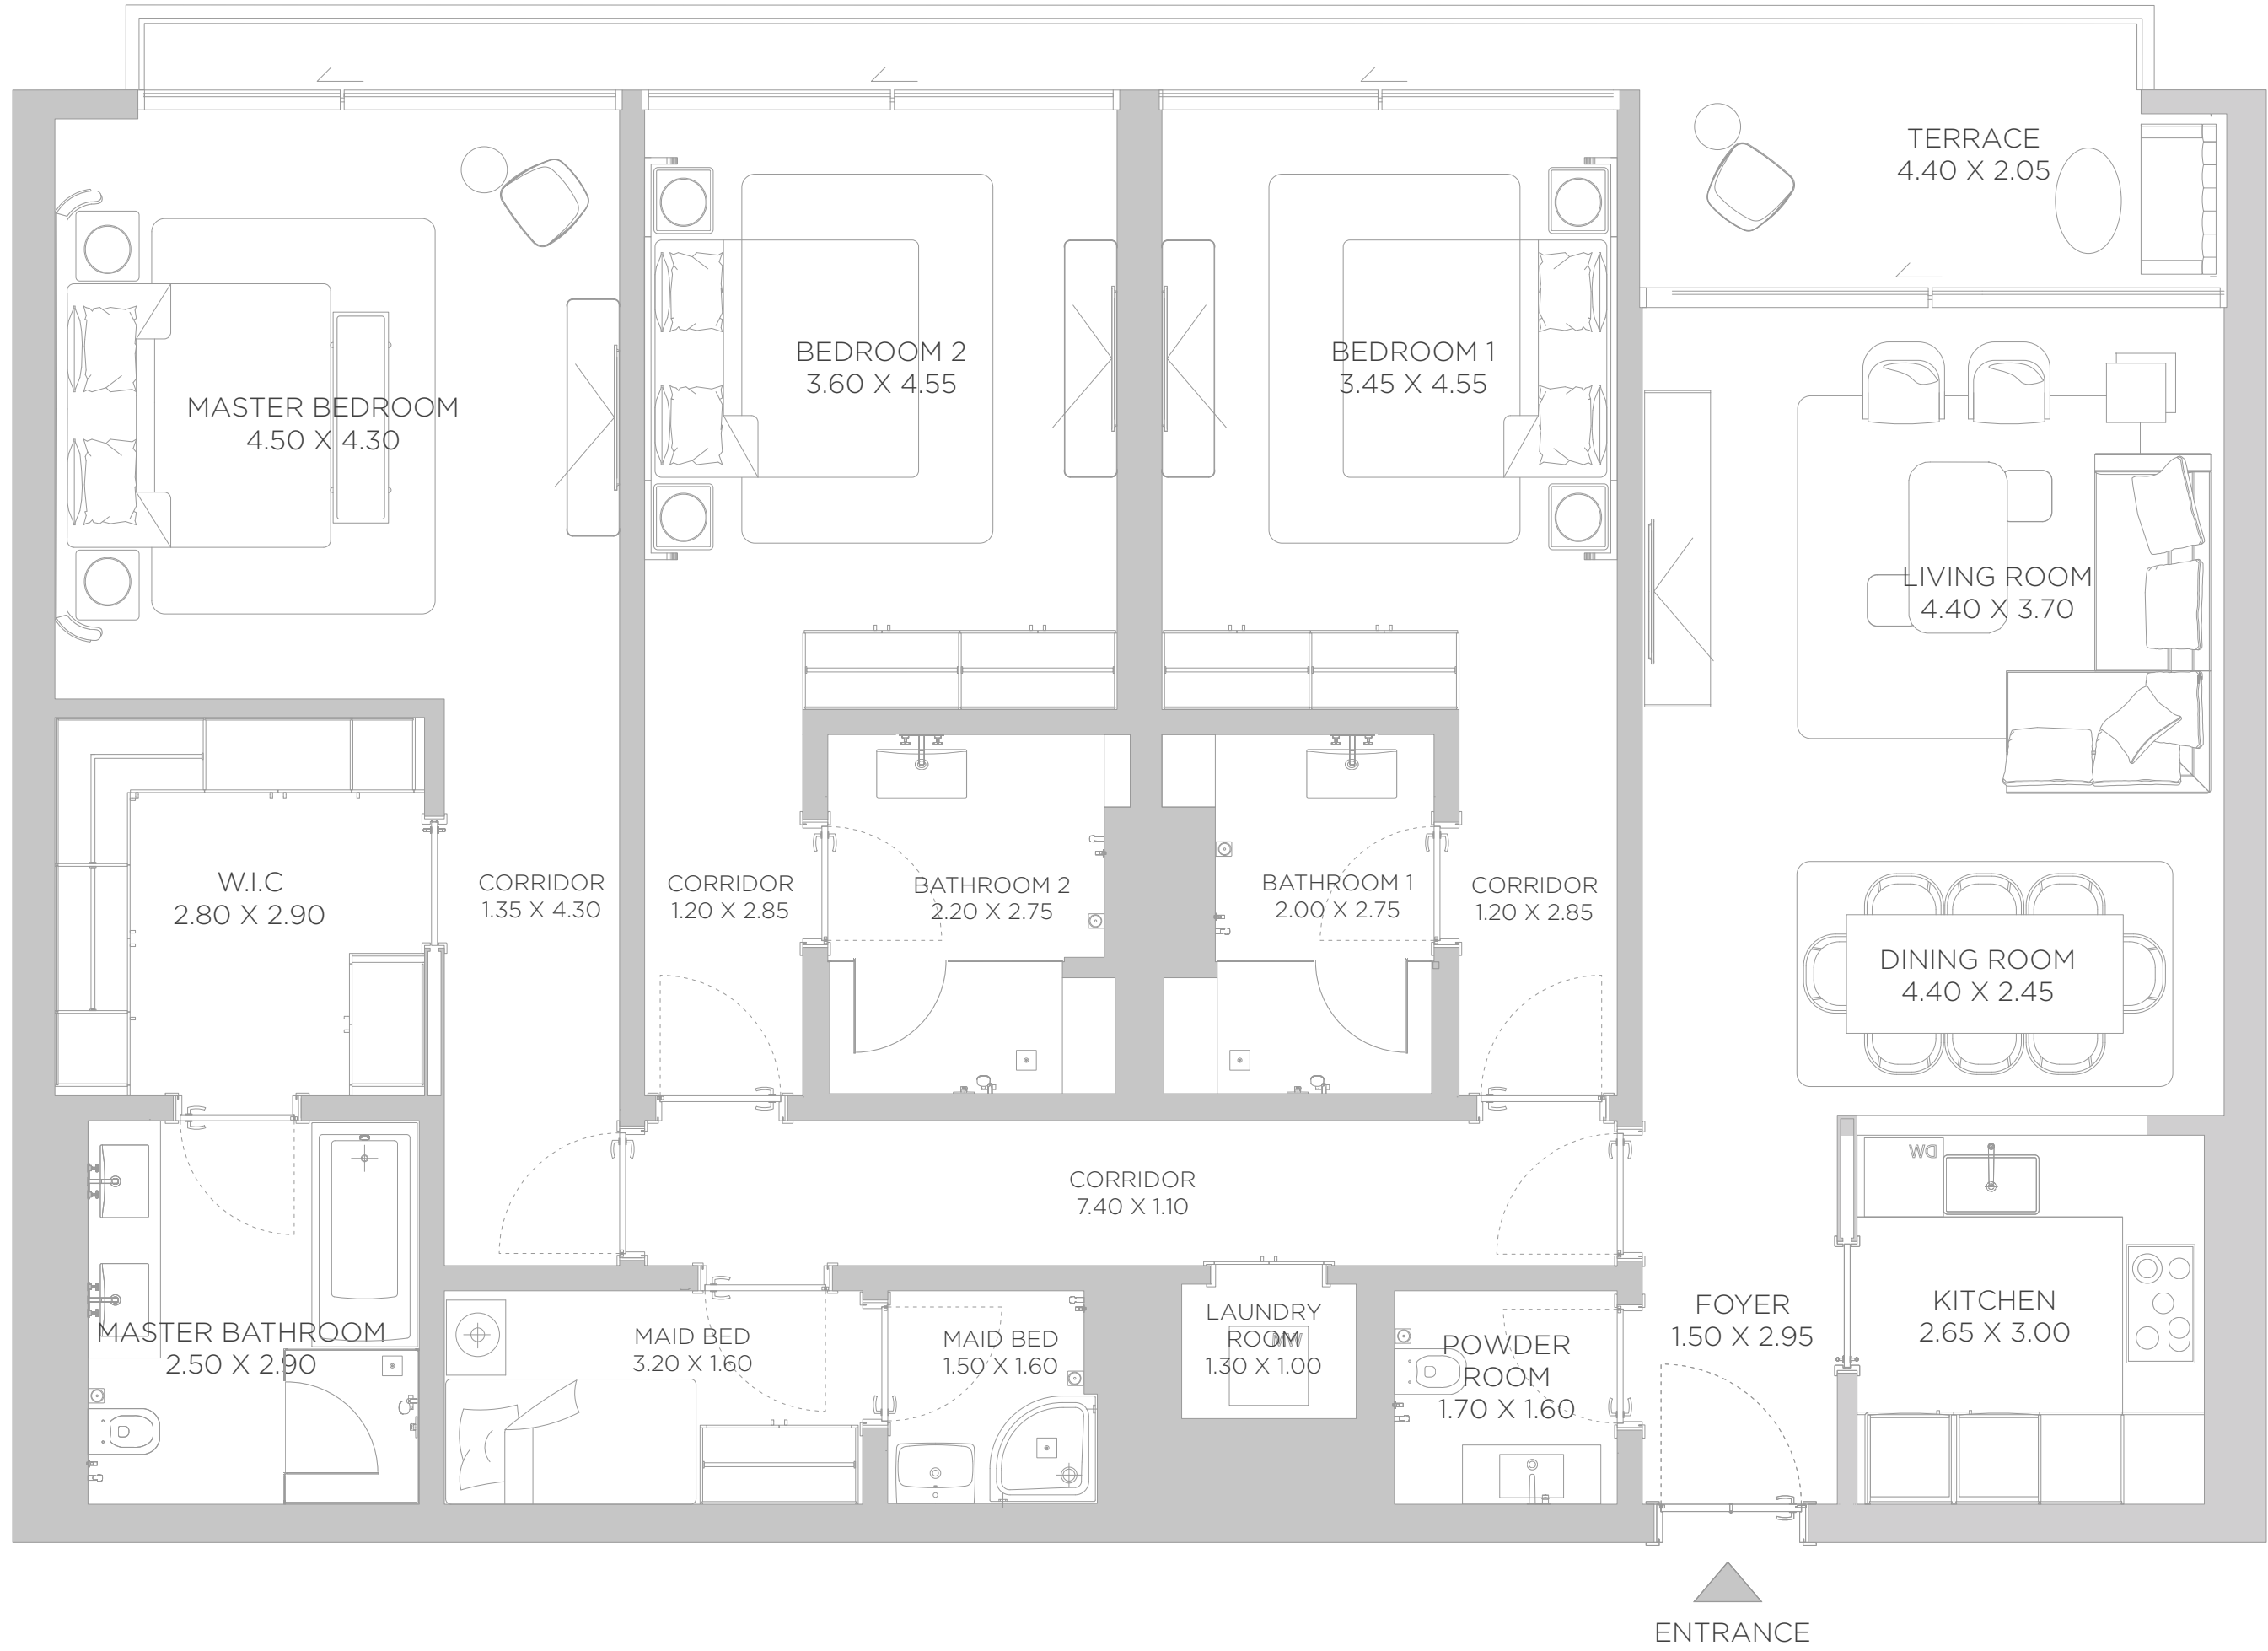 TERRACE
4.40 X 2.05
BEDROOM 2
3.60 X 4.55
BEDROOM 1
3.45 X 4.55
MASTER BEDROOM
4.50 X 4.30
LIVING ROOM
4.40 X 3.70
W.I.C
2.80 X 2.90
CORRIDOR
1.35 X 4.30
CORRIDOR
1.20 X 2.85
BATHROOM 2
2.20 X 2.75
BATHROOM 1
2.00 X 2.75
CORRIDOR
1.20 X 2.85
DINING ROOM
4.40 X 2.45
DW
CORRIDOR
7.40 X 1.10
MASTER BATHROOM
2.50 X 2.90
MAID BED
3.20 X 1.60
MAID BED
1.50 X 1.60
LAUNDRY
ROOM
1.30 X 1.00
POWDER
ROOM
1.70 X 1.60
FOYER
1.50 X 2.95
KITCHEN
2.65 X 3.00
ENTRANCE